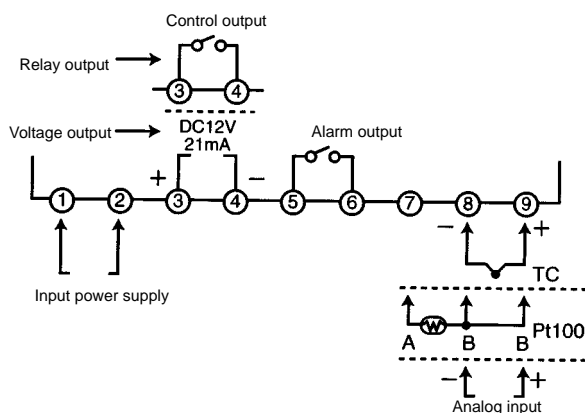 Control output
Relay output
3 4
Voltage output
DC12V
21mA
Alarm output
+ − 
1 2 3 4 5 6 7 8 9
− +
TC
Input power supply
Pt100
A W B B
− +
Analog input